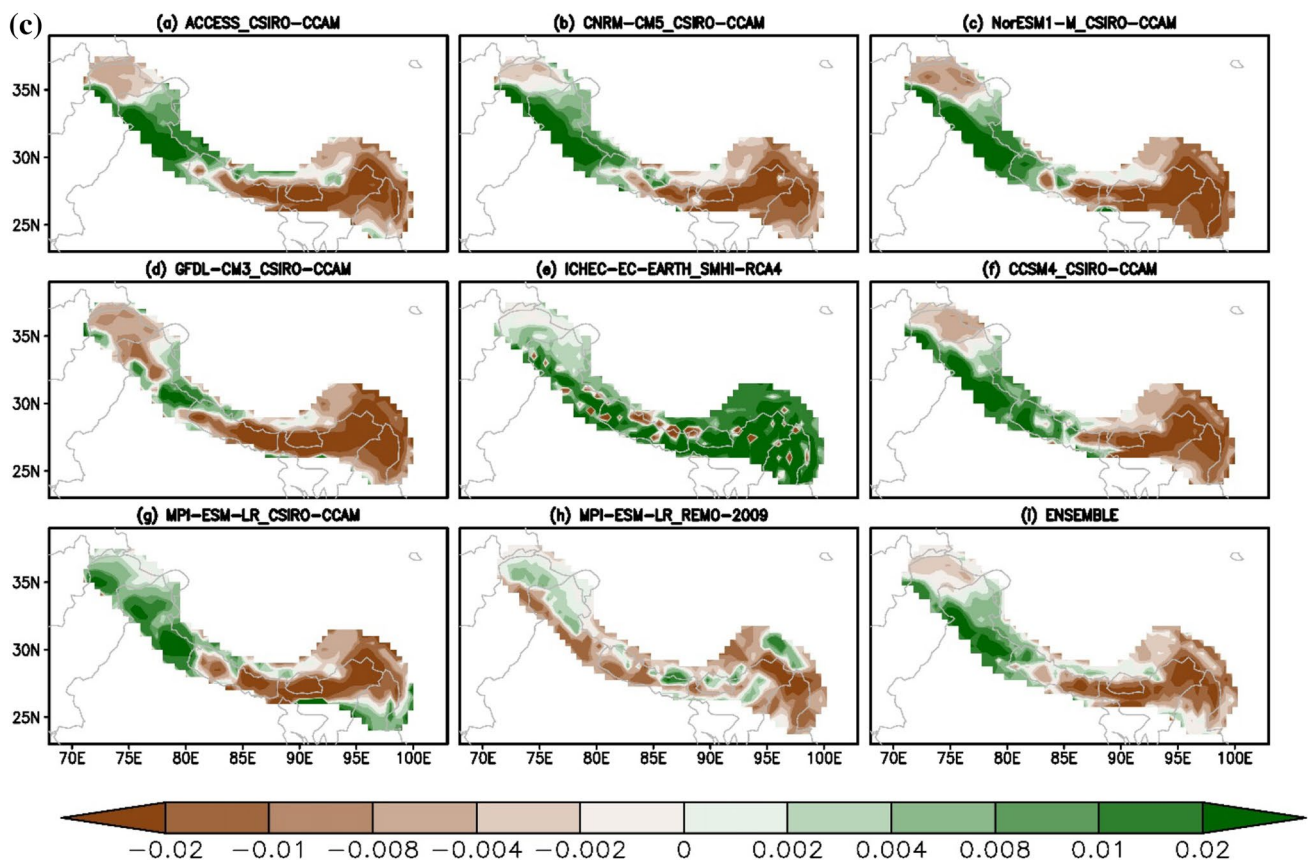 (c)
(a) ACCESS_CSIRO-CCAM
(b) CNRM-CM5_CSIRO-CCAM
(c) NorESM1-M_CSIRO-CCAM
35N
30N
25N
(d) GFDL-CM3_CSIRO-CCAM
(e) ICHEC-EC-EARTH_SMHI-RCA4
(f) CCSM4_CSIRO-CCAM
35N
30N
25N
(g) MPI-ESM-LR_CSIRO-CCAM
(h) MPI-ESM-LR_REMO-2009
(i) ENSEMBLE
35N
30N
25N
70E 75E 80E 85E 90E 95E 100E
70E 75E 80E 85E 90E 95E 100E
70E 75E 80E 85E 90E 95E 100E
−0.02 −0.01 −0.008 −0.004 −0.002 0 0.002 0.004 0.008 0.01 0.02